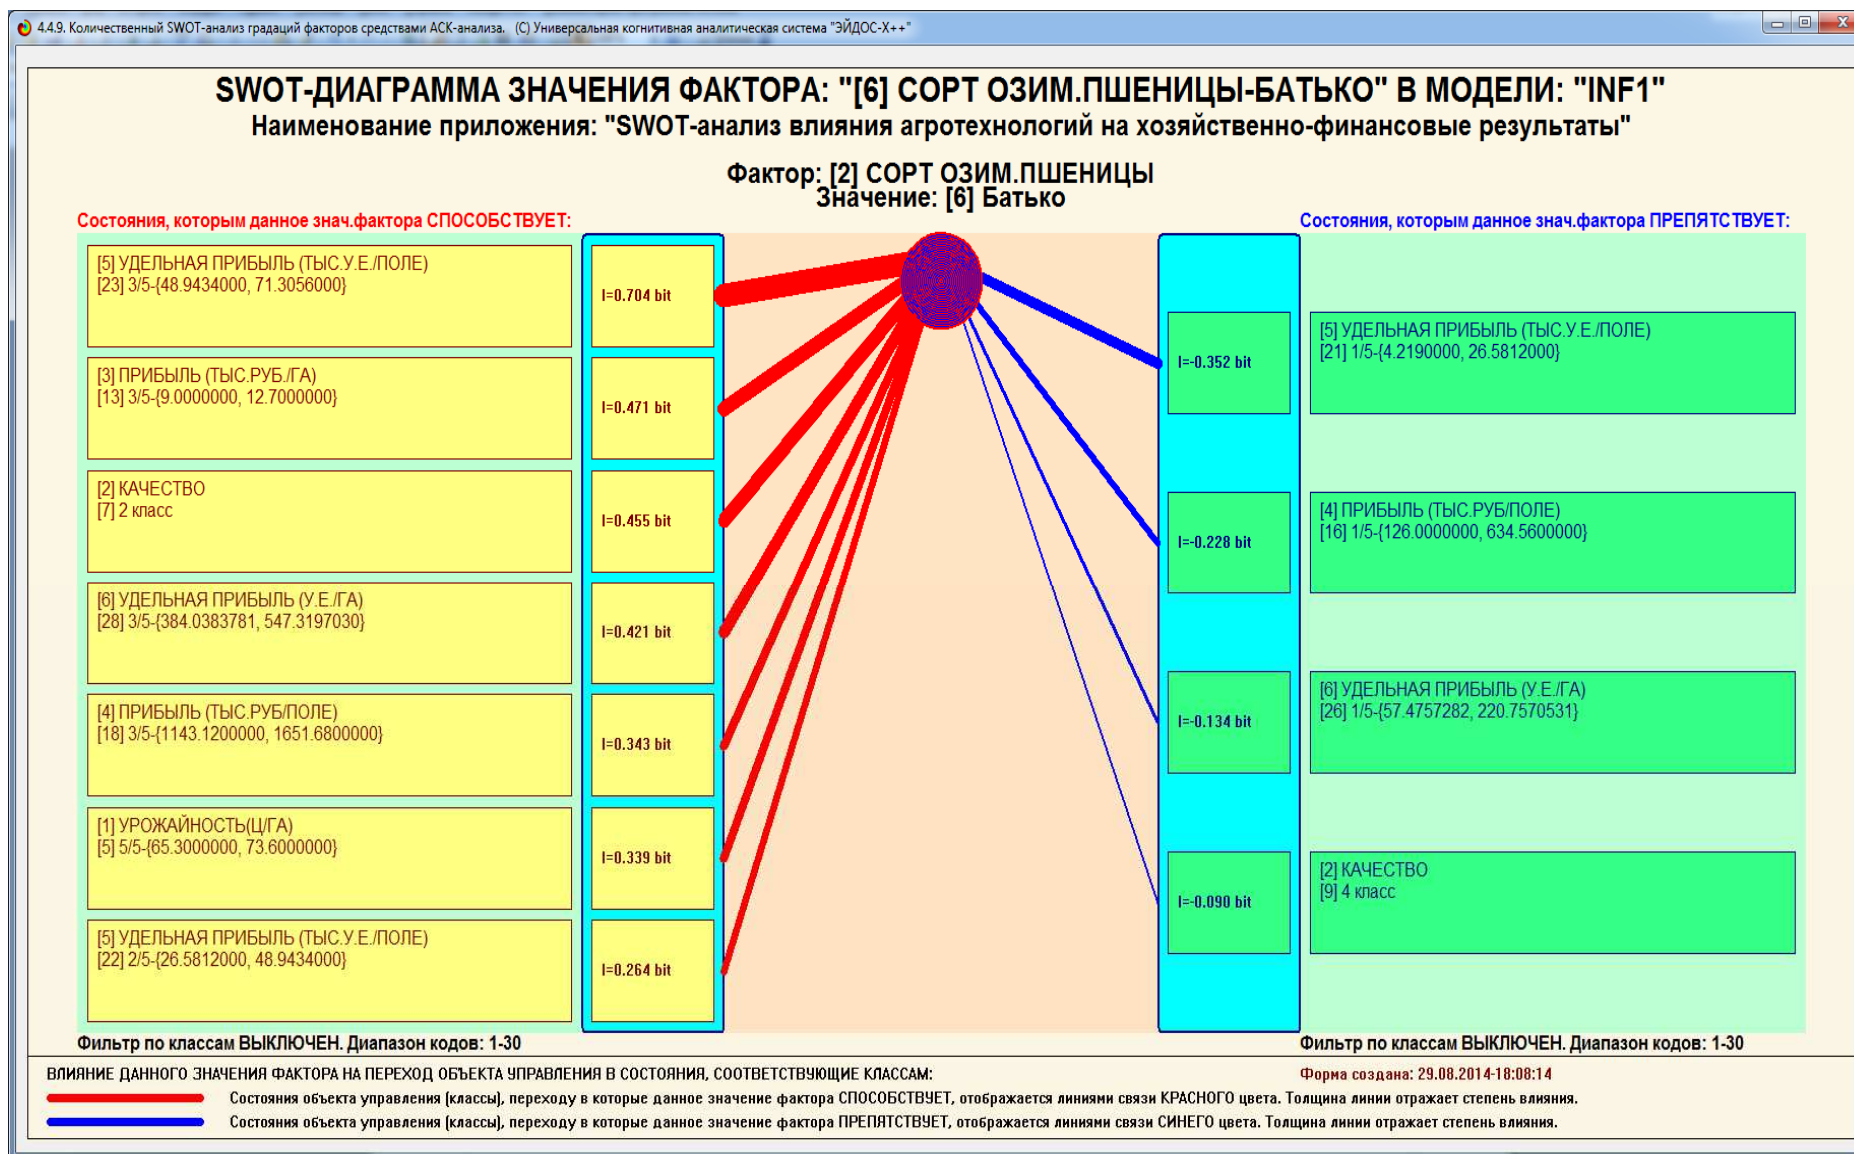 4.4.9. Количественный SWOT-анализ градаций факторов средствами АСК-анализа. (C) Универсальная когнитивная аналитическая система "ЭЙДОС-X++"
SWOT-ДИАГРАММА ЗНАЧЕНИЯ ФАКТОРА: "[6] СОРТ ОЗИМ.ПШЕНИЦЫ-БАТЬКО" В МОДЕЛИ: "INF1"
Наименование приложения: "SWOT-анализ влияния агротехнологий на хозяйственно-финансовые результаты"
Фактор: [2] СОРТ ОЗИМ.ПШЕНИЦЫ
Значение: [6] Батько
Состояния, которым данное знач.фактора СПОСОБСТВУЕТ:
[5] УДЕЛЬНАЯ ПРИБЫЛЬ (ТЫС.У.Е./ПОЛЕ)
[23] 3/5-{48.9434000, 71.3056000}
I=0.704 bit
[3] ПРИБЫЛЬ (ТЫС.РУБ./ГА)
[13] 3/5-{9.0000000, 12.7000000}
I=0.471 bit
[2] КАЧЕСТВО
[7] 2 класс
I=0.455 bit
[6] УДЕЛЬНАЯ ПРИБЫЛЬ (У.Е./ГА)
[28] 3/5-{384.0383781, 547.3197030}
I=0.421 bit
[4] ПРИБЫЛЬ (ТЫС.РУБ/ПОЛЕ)
[18] 3/5-{1143.1200000, 1651.6800000}
I=0.343 bit
[1] УРОЖАЙНОСТЬ(Ц/ГА)
[5] 5/5-{65.3000000, 73.6000000}
I=0.339 bit
[5] УДЕЛЬНАЯ ПРИБЫЛЬ (ТЫС.У.Е./ПОЛЕ)
[22] 2/5-{26.5812000, 48.9434000}
I=0.264 bit
Фильтр по классам ВЫКЛЮЧЕН. Диапазон кодов: 1-30
Состояния, которым данное знач.фактора ПРЕПЯТСТВУЕТ:
I=-0.352 bit
[5] УДЕЛЬНАЯ ПРИБЫЛЬ (ТЫС.У.Е./ПОЛЕ)
[21] 1/5-{4.2190000, 26.5812000}
I=-0.228 bit
[4] ПРИБЫЛЬ (ТЫС.РУБ/ПОЛЕ)
[16] 1/5-{126.0000000, 634.5600000}
I=-0.134 bit
[6] УДЕЛЬНАЯ ПРИБЫЛЬ (У.Е./ГА)
[26] 1/5-{57.4757282, 220.7570531}
I=-0.090 bit
[2] КАЧЕСТВО
[9] 4 класс
Фильтр по классам ВЫКЛЮЧЕН. Диапазон кодов: 1-30
ВЛИЯНИЕ ДАННОГО ЗНАЧЕНИЯ ФАКТОРА НА ПЕРЕХОД ОБЪЕКТА УПРАВЛЕНИЯ В СОСТОЯНИЯ, СООТВЕТСТВУЮЩИЕ КЛАССАМ:
Форма создана: 29.08.2014-18:08:14
Состояния объекта управления (классы), переходу в которые данное значение фактора СПОСОБСТВУЕТ, отображается линиями связи КРАСНОГО цвета. Толщина линии отражает степень влияния.
Состояния объекта управления (классы), переходу в которые данное значение фактора ПРЕПЯТСТВУЕТ, отображается линиями связи СИНЕГО цвета. Толщина линии отражает степень влияния.